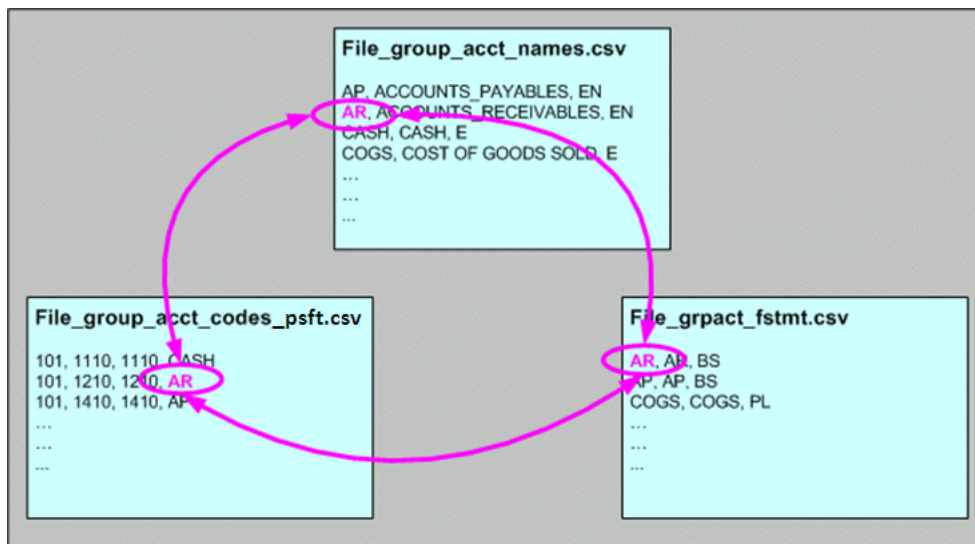 File_group_acct_names.csv
AP, ACCOUNTS_PAYABLES, EN
AR, ACCOUNTS_RECEIVABLES, EN
CASH, CASH, E
COGS, COST OF GOODS SOLD, E
...
...
...
File_group_acct_codes_psft.csv
101, 1110, 1110, CASH
101, 1210, 1210, AR
101, 1410, 1410, AP
...
...
...
File_grpact_fstmt.csv
AR, AR, BS
AP, AP, BS
COGS, COGS, PL
...
...
...